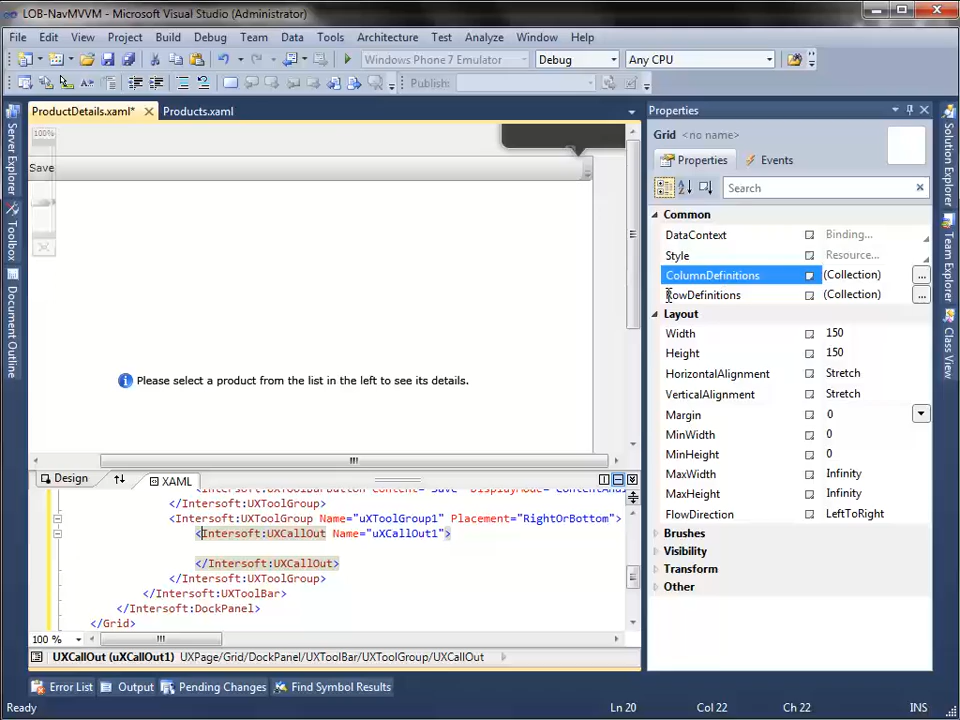 LOB-NavMVVM - Microsoft Visual Studio (Administrator)
File Edit View Project Build Debug Team Data Tools Architecture Test Analyze Window Help
Windows Phone 7 Emulator Debug Any CPU
Publish:
ProductDetails.xaml* Products.xaml
Server Explorer
Toolbox
Document Outline
100%
Save
Please select a product from the list in the left to see its details.
Design XAML
<Intersoft:UXToolBarButton Content="Save" DisplayMode="ContentAn
</Intersoft:UXToolGroup>
<Intersoft:UXToolGroup Name="uXToolGroup1" Placement="RightOrBottom">
<Intersoft:UXCallOut Name="uXCallOut1">
</Intersoft:UXCallOut>
</Intersoft:UXToolGroup>
</Intersoft:UXToolBar>
</Intersoft:DockPanel>
</Grid>
100 %
UXCallOut (uXCallOut1) UXPage/Grid/DockPanel/UXToolBar/UXToolGroup/UXCallOut
Properties
Grid <no name>
Properties Events
Search
Common
DataContext Binding...
Style Resource...
ColumnDefinitions (Collection) ...
RowDefinitions (Collection) ...
Layout
Width 150
Height 150
HorizontalAlignment Stretch
VerticalAlignment Stretch
Margin 0
MinWidth 0
MinHeight 0
MaxWidth Infinity
MaxHeight Infinity
FlowDirection LeftToRight
Brushes
Visibility
Transform
Other
Solution Explorer
Team Explorer
Class View
Error List Output Pending Changes Find Symbol Results
Ready Ln 20 Col 22 Ch 22 INS